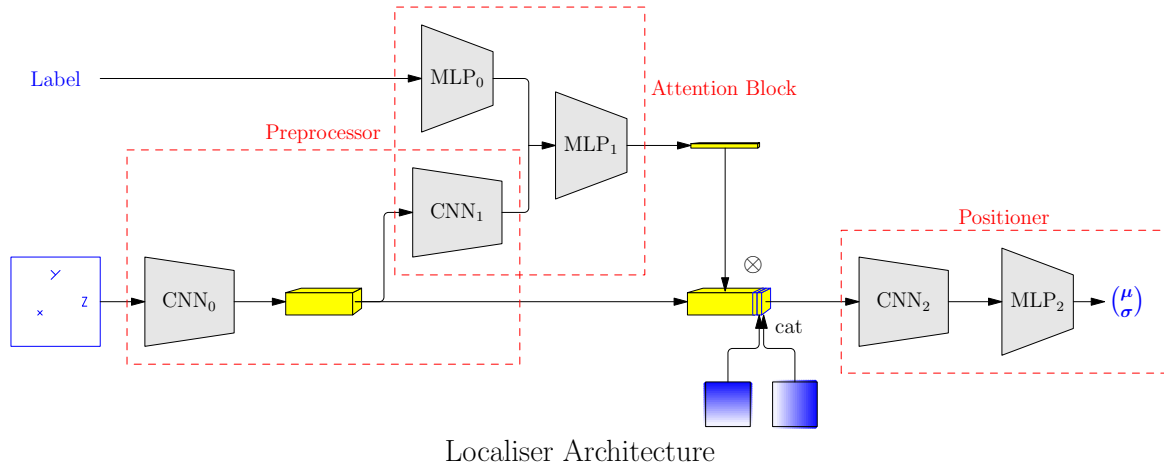 Label
MLP0
Attention Block
Preprocessor
MLP1
CNN1
Positioner
Y
Z
×
CNN0
⊗
CNN2
MLP2
(μ
σ)
cat
Localiser Architecture